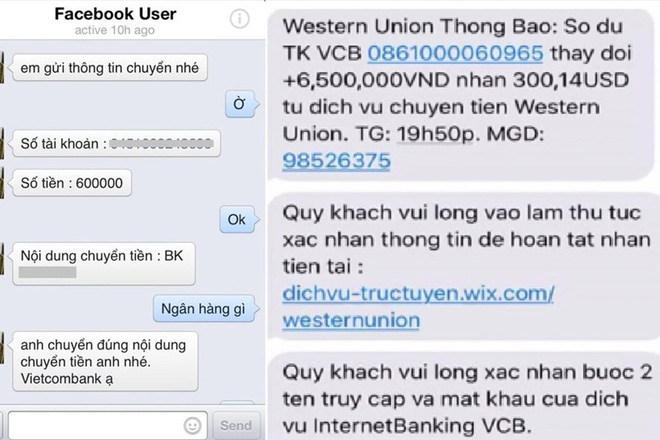 Facebook User
active 10h ago
em gửi thông tin chuyển nhé
Ờ
Số tài khoản :
Số tiền : 600000
Ok
Nội dung chuyển tiền : BK
Ngân hàng gì
anh chuyển đúng nội dung
chuyển tiền anh nhé.
Vietcombank ạ
Send
Western Union Thong Bao: So du
TK VCB 0861000060965 thay doi
+6,500,000VND nhan 300,14USD
tu dich vu chuyen tien Western
Union. TG: 19h50p. MGD:
98526375
Quy khach vui long vao lam thu tuc
xac nhan thong tin de hoan tat nhan
tien tai :
dichvu-tructuyen.wix.com/
westernunion
Quy khach vui long xac nhan buoc 2
ten truy cap va mat khau cua dich
vu InternetBanking VCB.